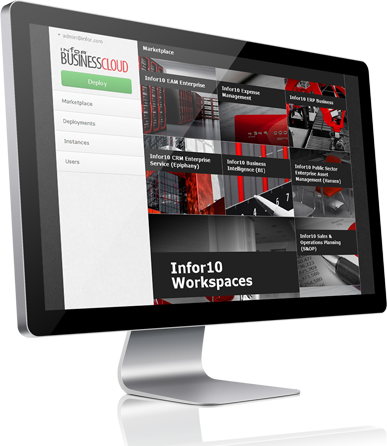 admin@infor.com
infor
BUSINESSCLOUD
Deploy
Marketplace
Deployments
Instances
Users
Marketplace
Infor10 EAM Enterprise
Infor10 Expense
Management
Infor10 ERP Business
Infor10 CRM Enterprise
Service (Epiphany)
Infor10 Business
Intelligence (BI)
Infor10 Public Sector
Enterprise Asset
Management (Hansen)
Infor10 Sales &
Operations Planning
(S&OP)
Infor10
Workspaces